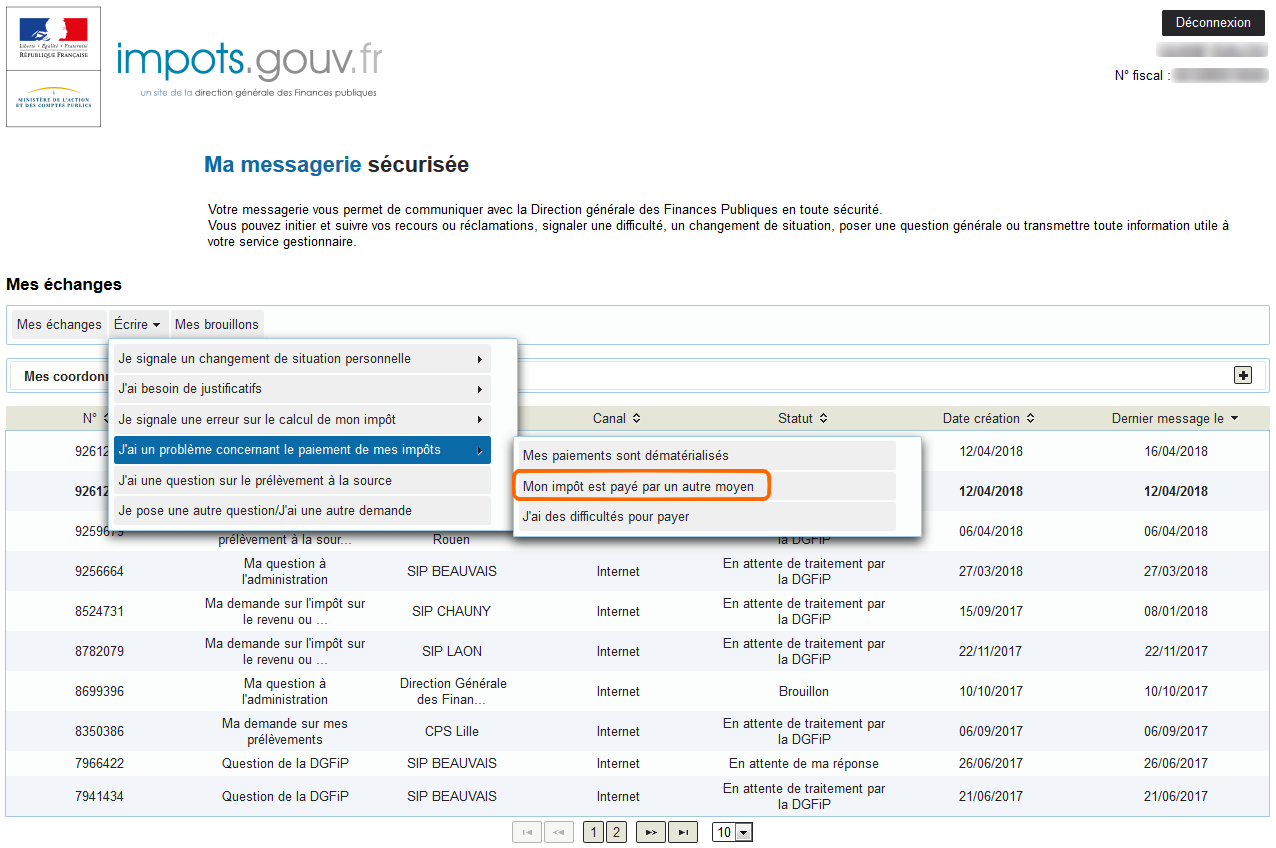 Liberté • Égalité • Fraternité
RÉPUBLIQUE FRANÇAISE
MINISTÈRE DE L'ACTION
ET DES COMPTES PUBLICS
impots.gouv.fr
un site de la direction générale des Finances publiques
Déconnexion
N° fiscal :
Ma messagerie sécurisée
Votre messagerie vous permet de communiquer avec la Direction générale des Finances Publiques en toute sécurité.
Vous pouvez initier et suivre vos recours ou réclamations, signaler une difficulté, un changement de situation, poser une question générale ou transmettre toute information utile à
votre service gestionnaire.
Mes échanges
Mes échanges Écrire Mes brouillons
Je signale un changement de situation personnelle
J'ai besoin de justificatifs
Je signale une erreur sur le calcul de mon impôt
J'ai un problème concernant le paiement de mes impôts
J'ai une question sur le prélèvement à la source
Je pose une autre question/J'ai une autre demande
Mes paiements sont dématérialisés
Mon impôt est payé par un autre moyen
J'ai des difficultés pour payer
Mes coordon
N° Canal Statut Date création Dernier message le
9261 12/04/2018 16/04/2018
9261 12/04/2018 12/04/2018
9259679 prélèvement à la sour... Rouen la DGFiP 06/04/2018 06/04/2018
9256664 Ma question à l'administration SIP BEAUVAIS Internet En attente de traitement par la DGFiP 27/03/2018 27/03/2018
8524731 Ma demande sur l'impôt sur le revenu ou ... SIP CHAUNY Internet En attente de traitement par la DGFiP 15/09/2017 08/01/2018
8782079 Ma demande sur l'impôt sur le revenu ou ... SIP LAON Internet En attente de traitement par la DGFiP 22/11/2017 22/11/2017
8699396 Ma question à l'administration Direction Générale des Finan... Internet Brouillon 10/10/2017 10/10/2017
8350386 Ma demande sur mes prélèvements CPS Lille Internet En attente de traitement par la DGFiP 06/09/2017 06/09/2017
7966422 Question de la DGFiP SIP BEAUVAIS Internet En attente de ma réponse 26/06/2017 26/06/2017
7941434 Question de la DGFiP SIP BEAUVAIS Internet En attente de traitement par la DGFiP 21/06/2017 21/06/2017
1 2 10